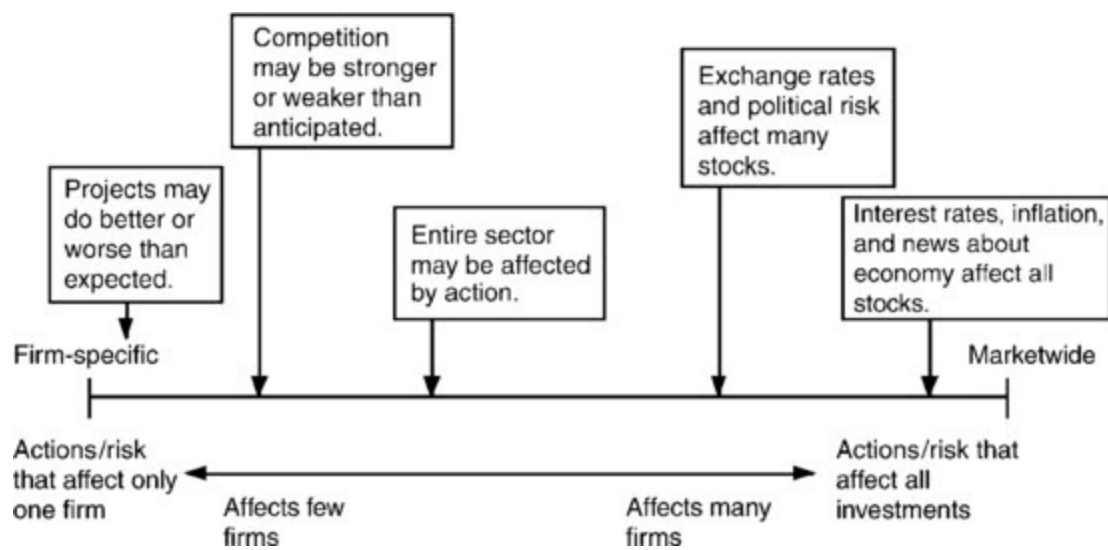 Competition
may be stronger
or weaker than
anticipated.
Exchange rates
and political risk
affect many
stocks.
Projects may
do better or
worse than
expected.
Entire sector
may be affected
by action.
Interest rates, inflation,
and news about
economy affect all
stocks.
Firm-specific
Marketwide
Actions/risk
that affect only
one firm
Affects few
firms
Affects many
firms
Actions/risk that
affect all
investments